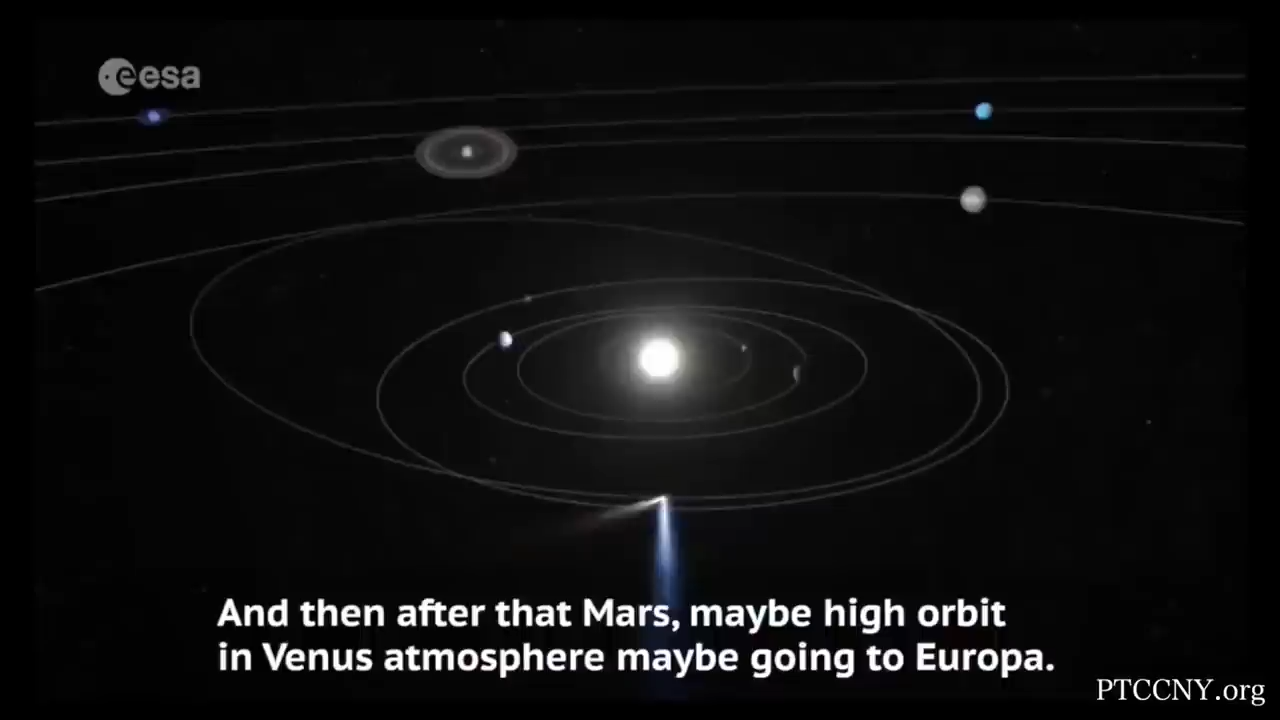 esa
And then after that Mars, maybe high orbit
in Venus atmosphere maybe going to Europa.
PTCCNY.org